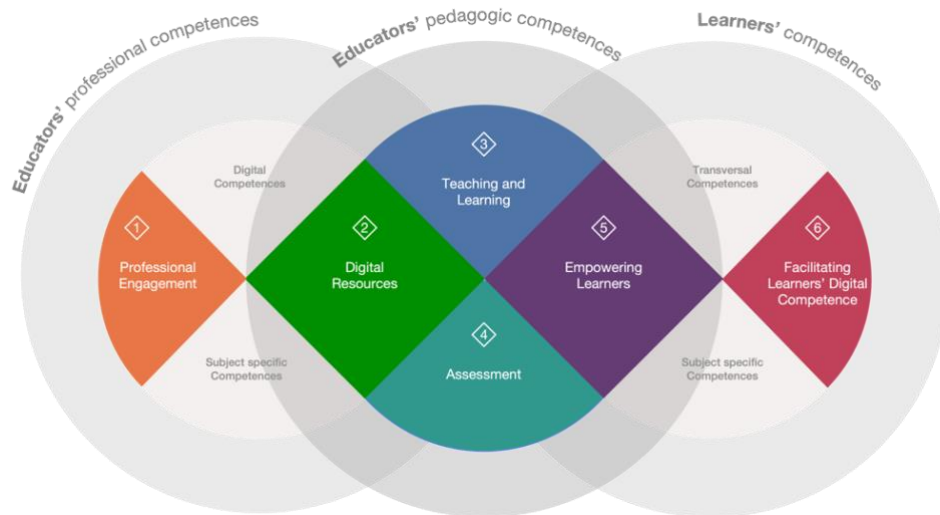 Educators' professional competences
Educators' pedagogic competences
Learners' competences
Digital
Competences
Subject specific
Competences
1
Professional
Engagement
2
Digital
Resources
3
Teaching and
Learning
4
Assessment
5
Empowering
Learners
Transversal
Competences
Subject specific
Competences
6
Facilitating
Learners' Digital
Competence